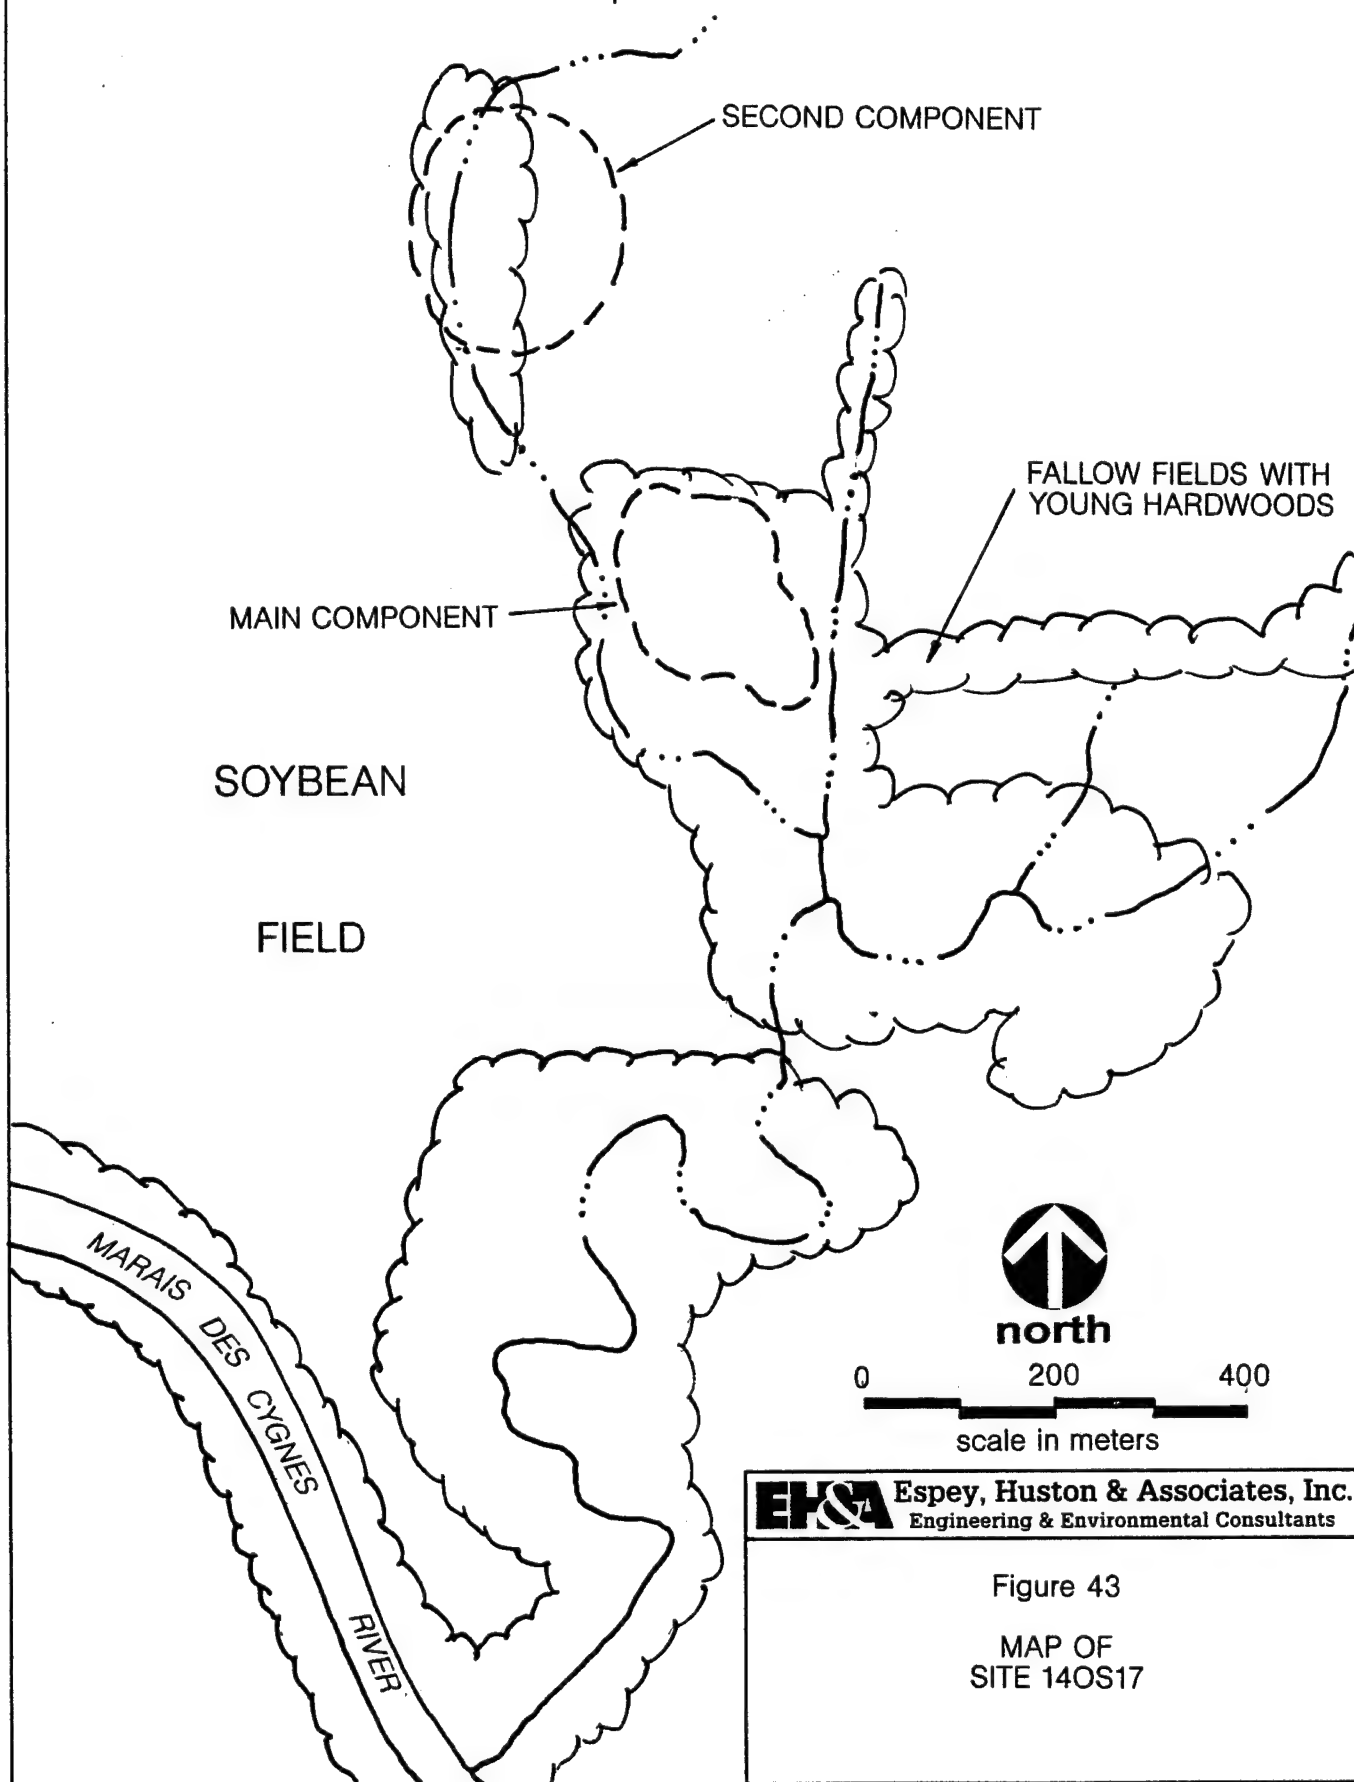 SECOND COMPONENT
FALLOW FIELDS WITH
YOUNG HARDWOODS
MAIN COMPONENT
SOYBEAN
FIELD
MARAIS DES CYGNES RIVER
north
0 200 400
scale in meters
EH&A Espey, Huston & Associates, Inc.
Engineering & Environmental Consultants
Figure 43
MAP OF
SITE 14OS17